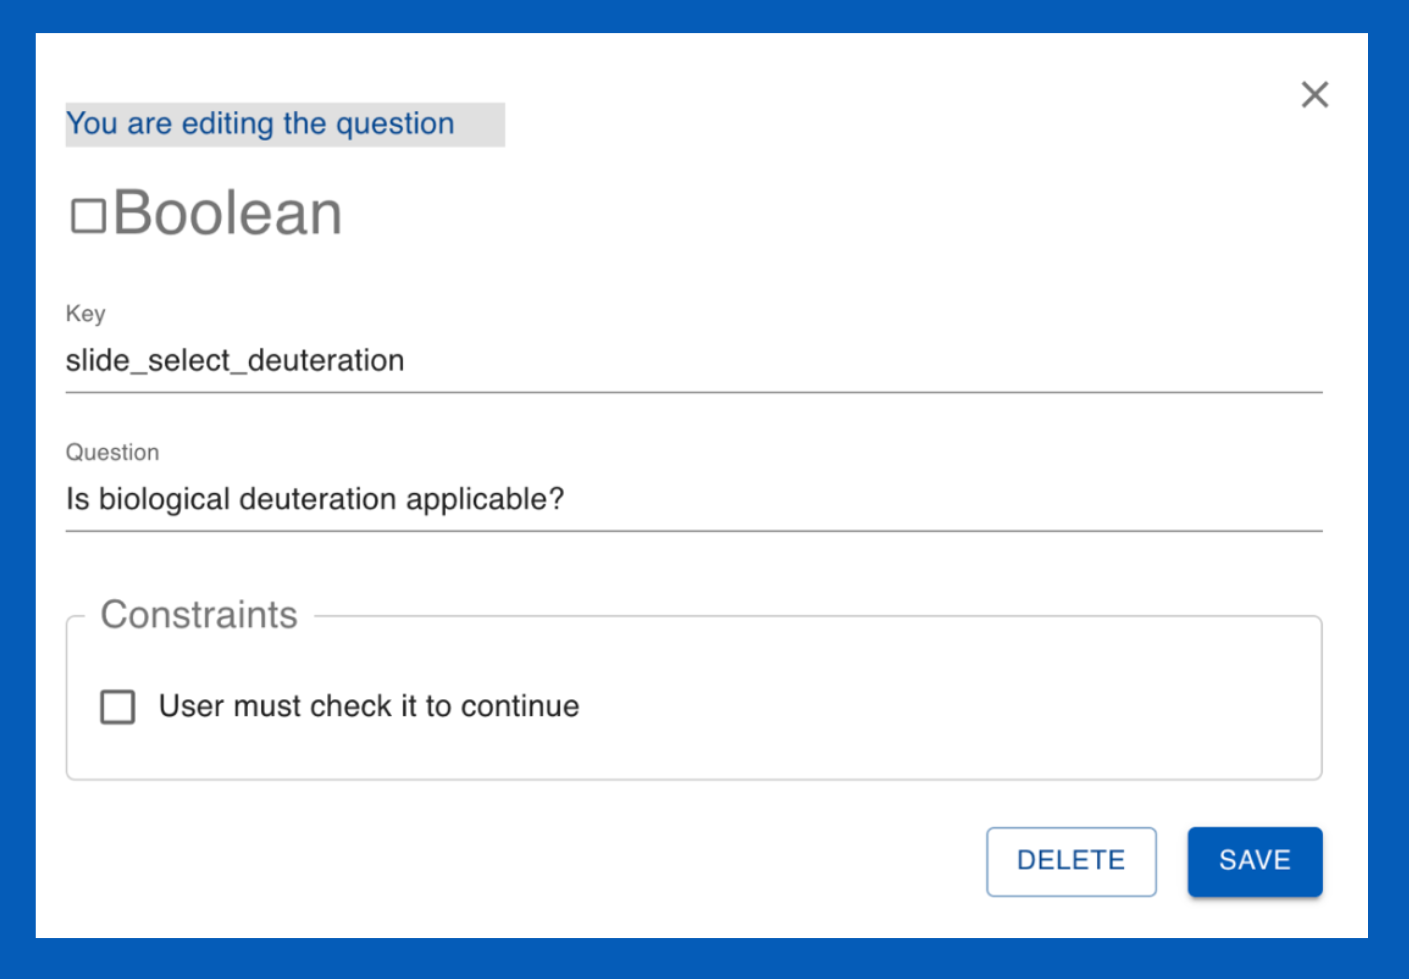 You are editing the question
Boolean
Key
slide_select_deuteration
Question
Is biological deuteration applicable?
Constraints
User must check it to continue
DELETE SAVE